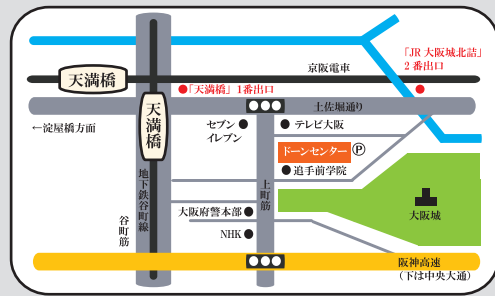 「JR 大阪城北詰」
2 番出口
京阪電車
天満橋
「天満橋」1 番出口
土佐堀り
天満橋
←淀屋橋方面
セブン
イレブン
テレビ大阪
ドーンセンター
P
追手前学院
地下鉄谷町線
上町筋
大阪城
大阪府警本部
谷町筋
NHK
阪神高速
(下は中央大通)